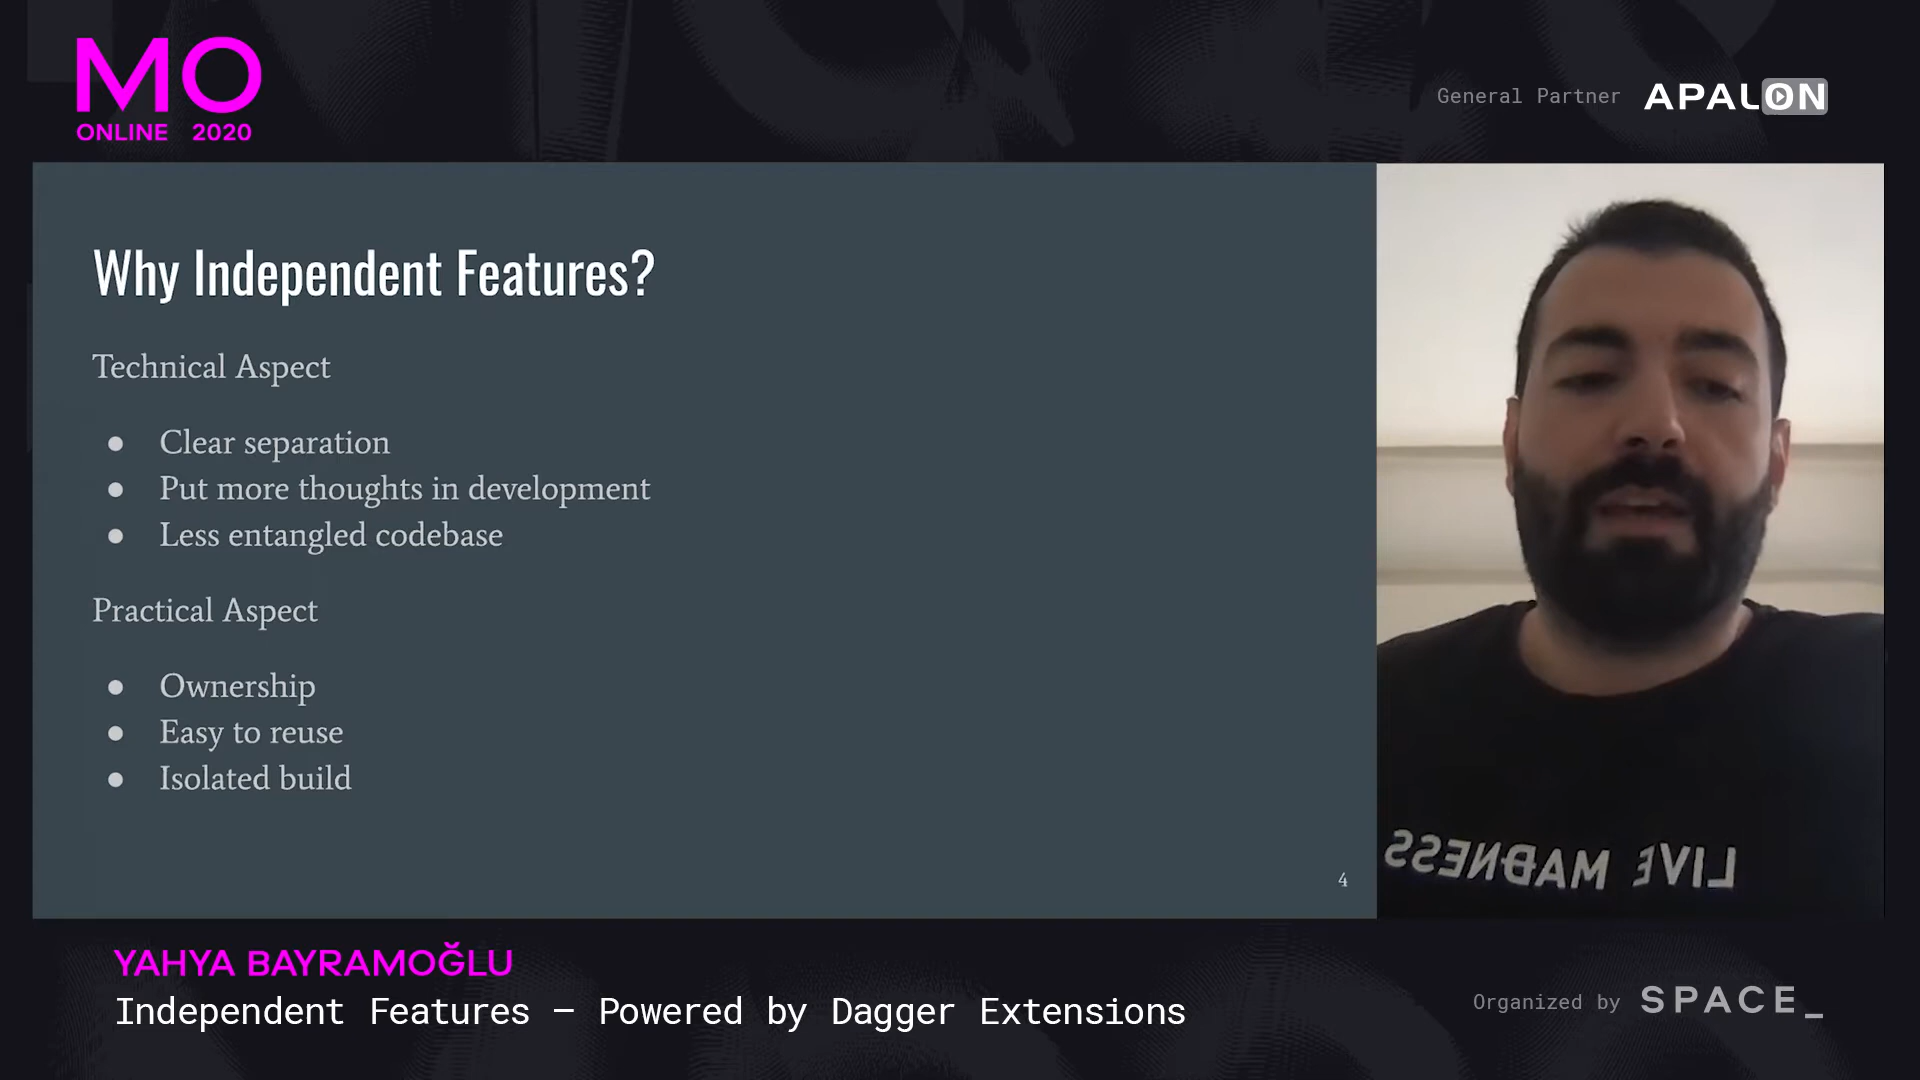 MO
ONLINE 2020
General Partner APALON
Why Independent Features?
Technical Aspect
● Clear separation
● Put more thoughts in development
● Less entangled codebase
Practical Aspect
● Ownership
● Easy to reuse
● Isolated build
4
LIVE MADNESS
YAHYA BAYRAMOĞLU
Independent Features – Powered by Dagger Extensions
Organized by SPACE_